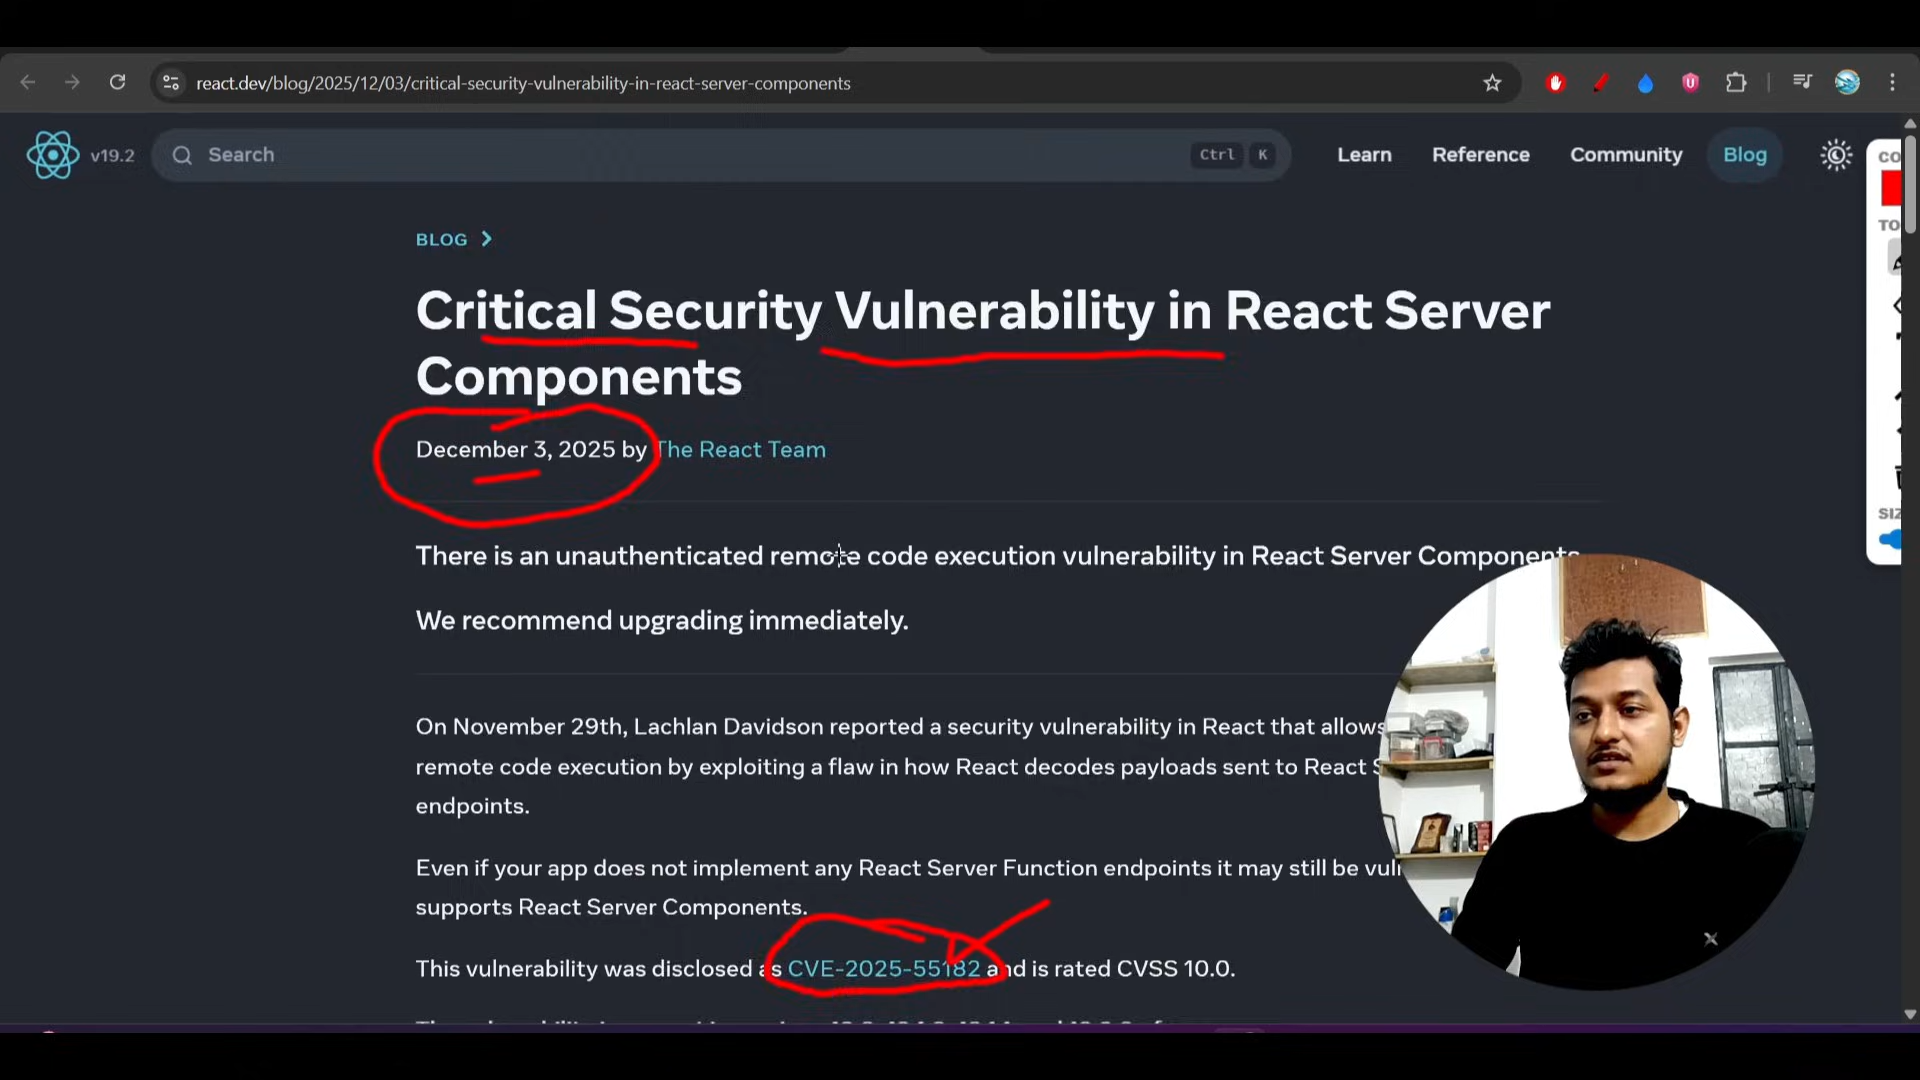 react.dev/blog/2025/12/03/critical-security-vulnerability-in-react-server-components
v19.2
Search
Ctrl K
Learn
Reference
Community
Blog
BLOG
Critical Security Vulnerability in React Server
Components
December 3, 2025 by The React Team
There is an unauthenticated remote code execution vulnerability in React Server Components
We recommend upgrading immediately.
On November 29th, Lachlan Davidson reported a security vulnerability in React that allows
remote code execution by exploiting a flaw in how React decodes payloads sent to React
endpoints.
Even if your app does not implement any React Server Function endpoints it may still be
supports React Server Components.
This vulnerability was disclosed as CVE-2025-55182 and is rated CVSS 10.0.
CO
TO
SIZ